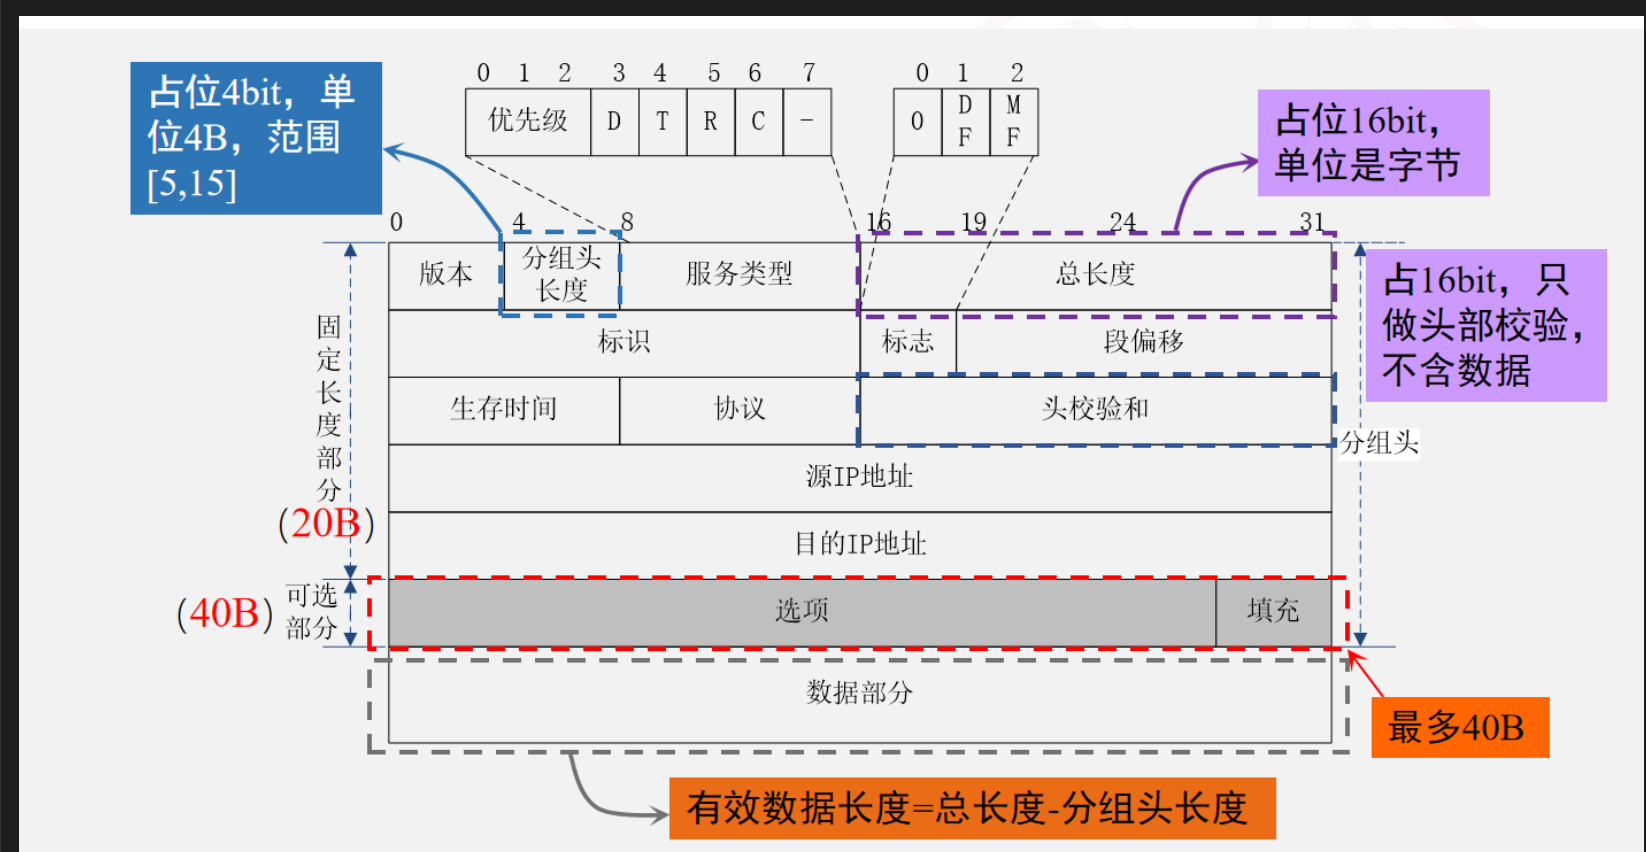 占位4bit，单
位4B，范围
[5,15]
0 1 2 3 4 5 6 7
优先级 D T R C -
0 1 2
0 DF MF
占位16bit，
单位是字节
0 4 8 16 19 24 31
版本 分组头长度 服务类型 总长度
标识 标志 段偏移
生存时间 协议 头校验和
源IP地址
目的IP地址
选项 填充
数据部分
固定长度部分
(20B)
(40B)
可选
部分
占16bit，只
做头部校验，
不含数据
分组头
最多40B
有效数据长度=总长度-分组头长度